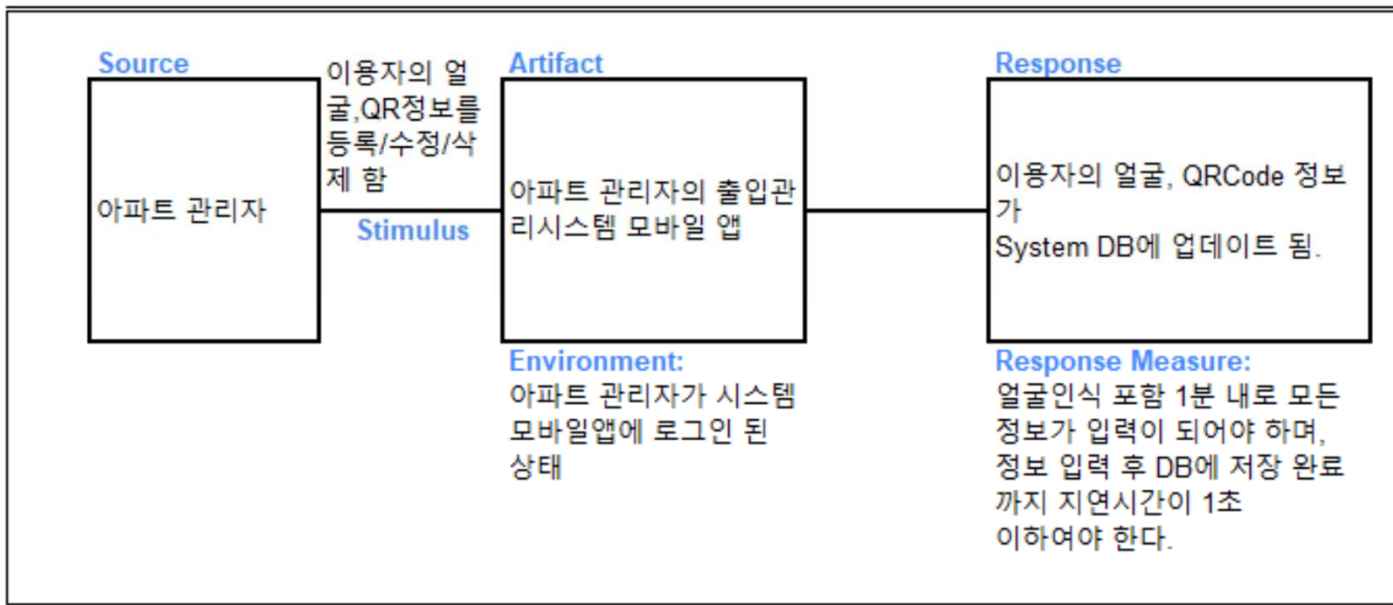 Source
아파트 관리자
이용자의 얼
굴,QR정보를
등록/수정/삭
제 함
Stimulus
Artifact
아파트 관리자의 출입관
리시스템 모바일 앱
Environment:
아파트 관리자가 시스템
모바일앱에 로그인 된
상태
Response
이용자의 얼굴, QRCode 정보
가
System DB에 업데이트 됨.
Response Measure:
얼굴인식 포함 1분 내로 모든
정보가 입력이 되어야 하며,
정보 입력 후 DB에 저장 완료
까지 지연시간이 1초
이하여야 한다.